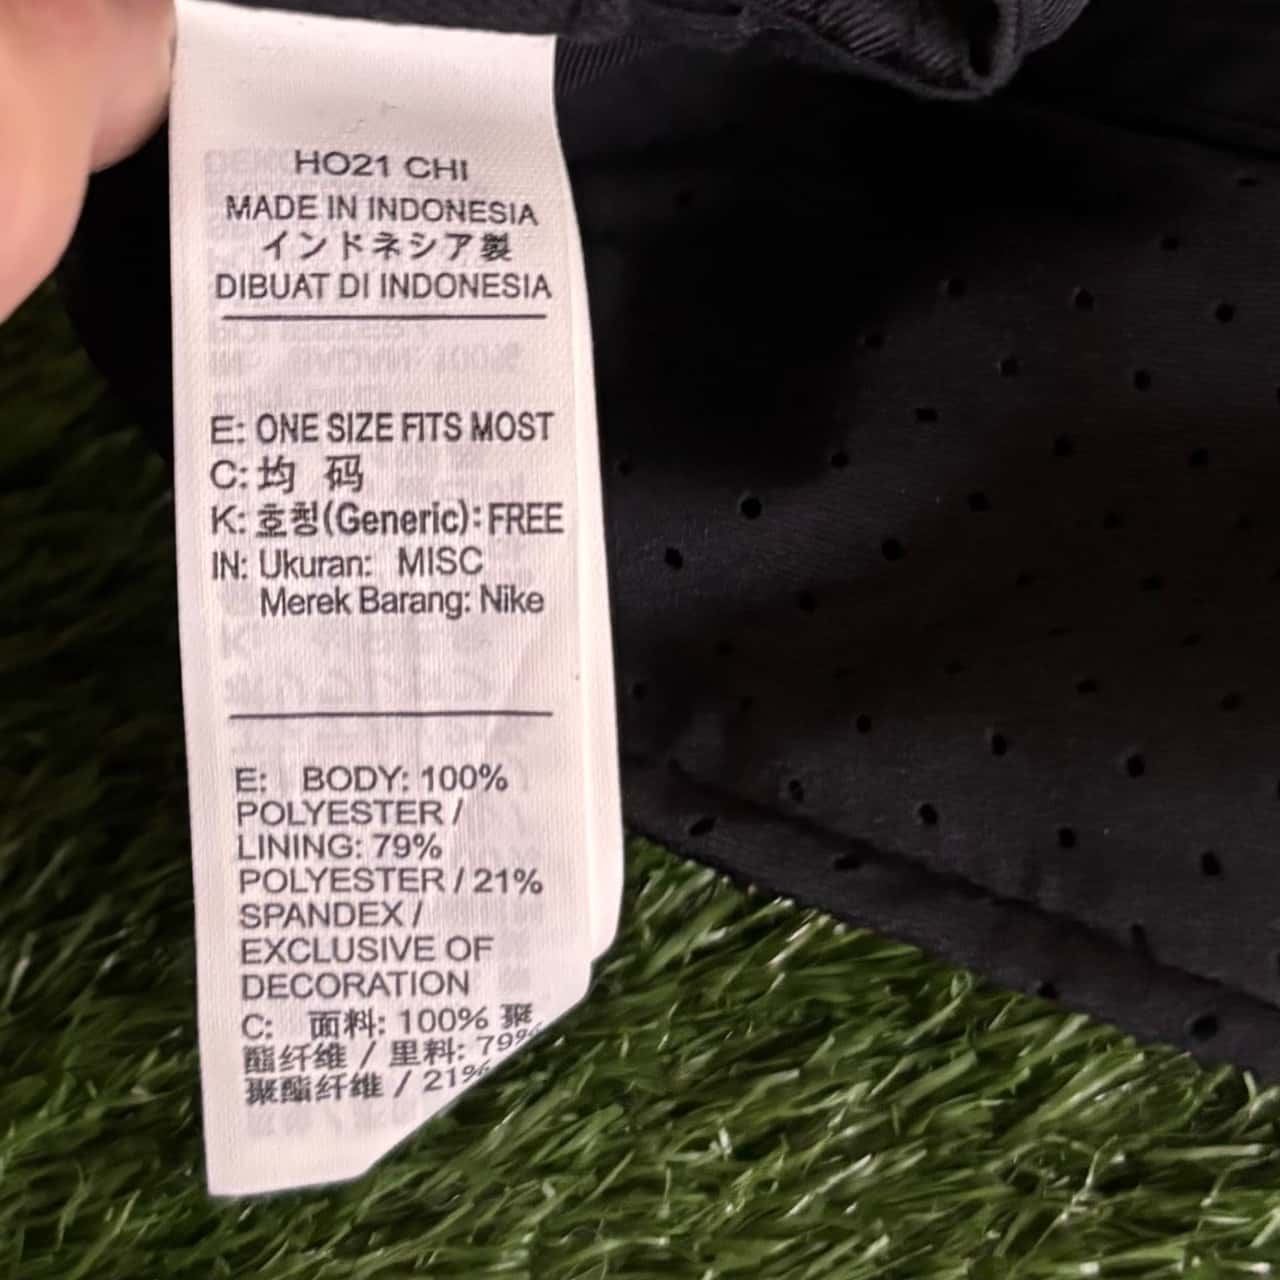 HO21 CHI
MADE IN INDONESIA
インドネシア製
DIBUAT DI INDONESIA
E: ONE SIZE FITS MOST
C: 均 码
K: 호칭(Generic): FREE
IN: Ukuran: MISC
Merek Barang: Nike
E: BODY: 100%
POLYESTER /
LINING: 79%
POLYESTER / 21%
SPANDEX /
EXCLUSIVE OF
DECORATION
C: 面料: 100% 聚
酯纤维 / 里料: 79%
聚酯纤维 / 21%